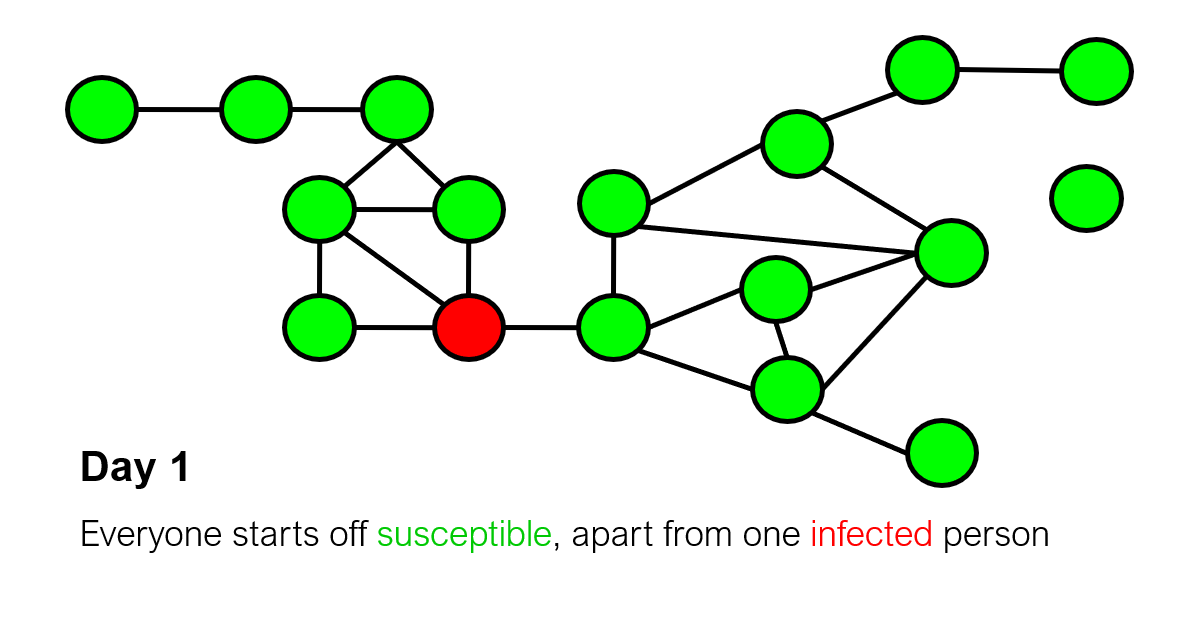 Day 1
Everyone starts off susceptible, apart from one infected person